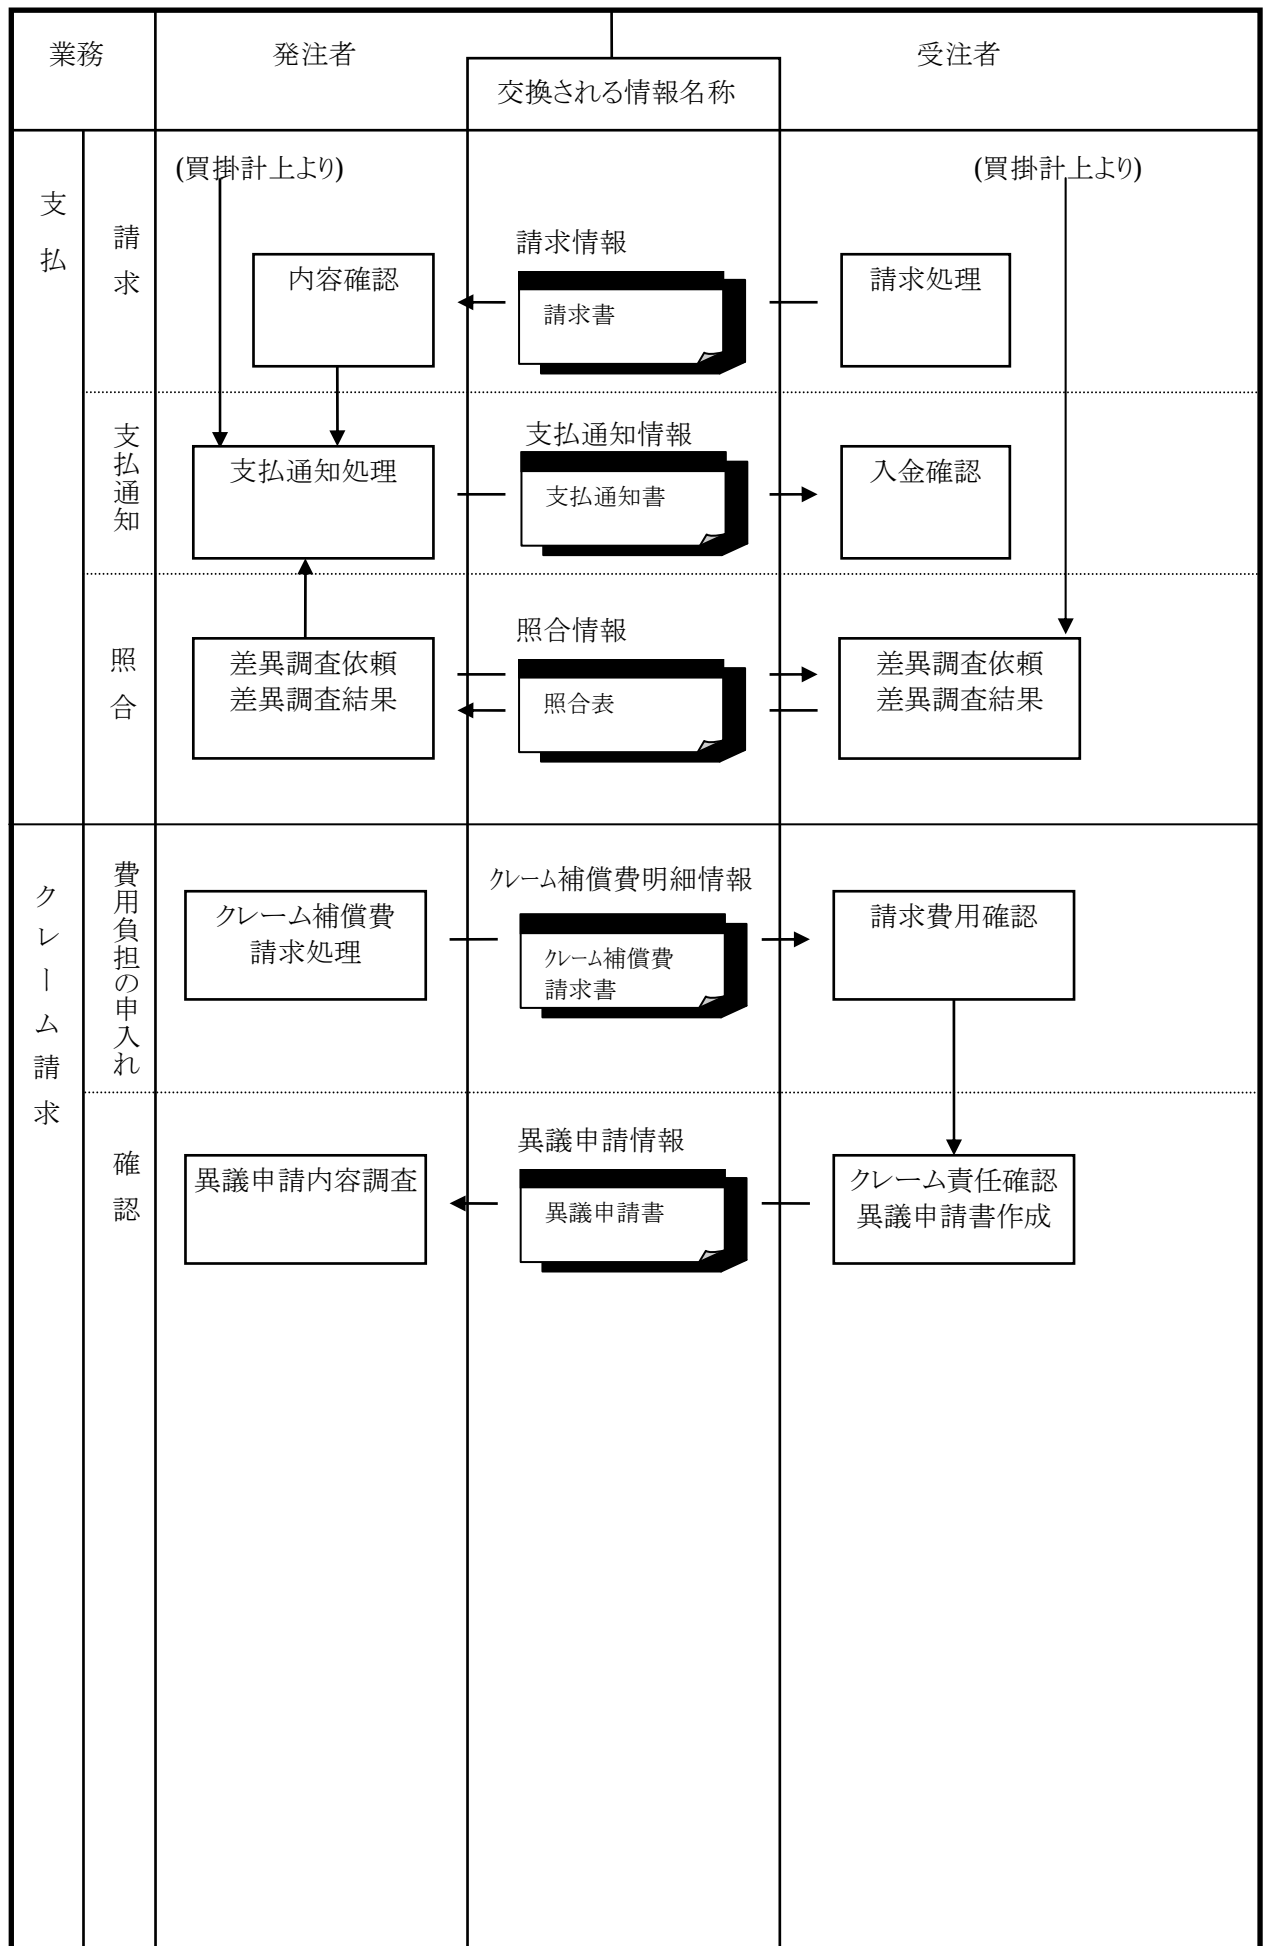 業務
発注者
受注者
交換される情報名称
支払
請求
(買掛計上より)
(買掛計上より)
請求情報
内容確認
請求書
請求処理
支払通知
支払通知情報
支払通知処理
支払通知書
入金確認
照合
照合情報
差異調査依頼
差異調査結果
照合表
差異調査依頼
差異調査結果
クレーム請求
費用負担の申入れ
クレーム補償費明細情報
クレーム補償費
請求処理
クレーム補償費
請求書
請求費用確認
確認
異議申請情報
異議申請内容調査
異議申請書
クレーム責任確認
異議申請書作成